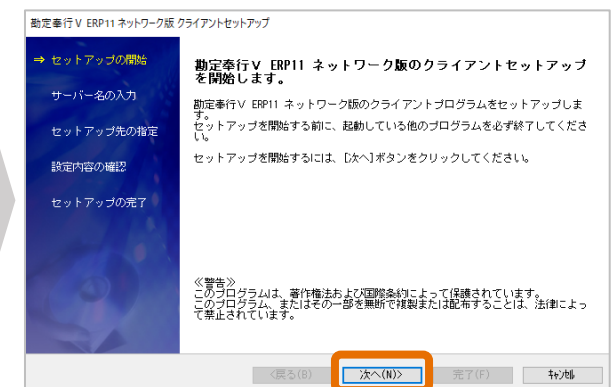 勘定奉行Ⅴ ERP11 ネットワーク版 クライアントセットアップ
⇒ セットアップの開始
サーバー名の入力
セットアップ先の指定
設定内容の確認
セットアップの完了
勘定奉行Ⅴ ERP11 ネットワーク版のクライアントセットアップ
を開始します。
勘定奉行Ⅴ ERP11 ネットワーク版のクライアントプログラムをセットアップしま
す。
セットアップを開始する前に、起動している他のプログラムを必ず終了してくださ
い。
セットアップを開始するには、[次へ]ボタンをクリックしてください。
≪警告≫
このプログラムは、著作権法および国際条約によって保護されています。
このプログラム、またはその一部を無断で複製または配布することは、法律によっ
て禁止されています。
<戻る(B)
次へ(N)>
完了(F)
キャンセル